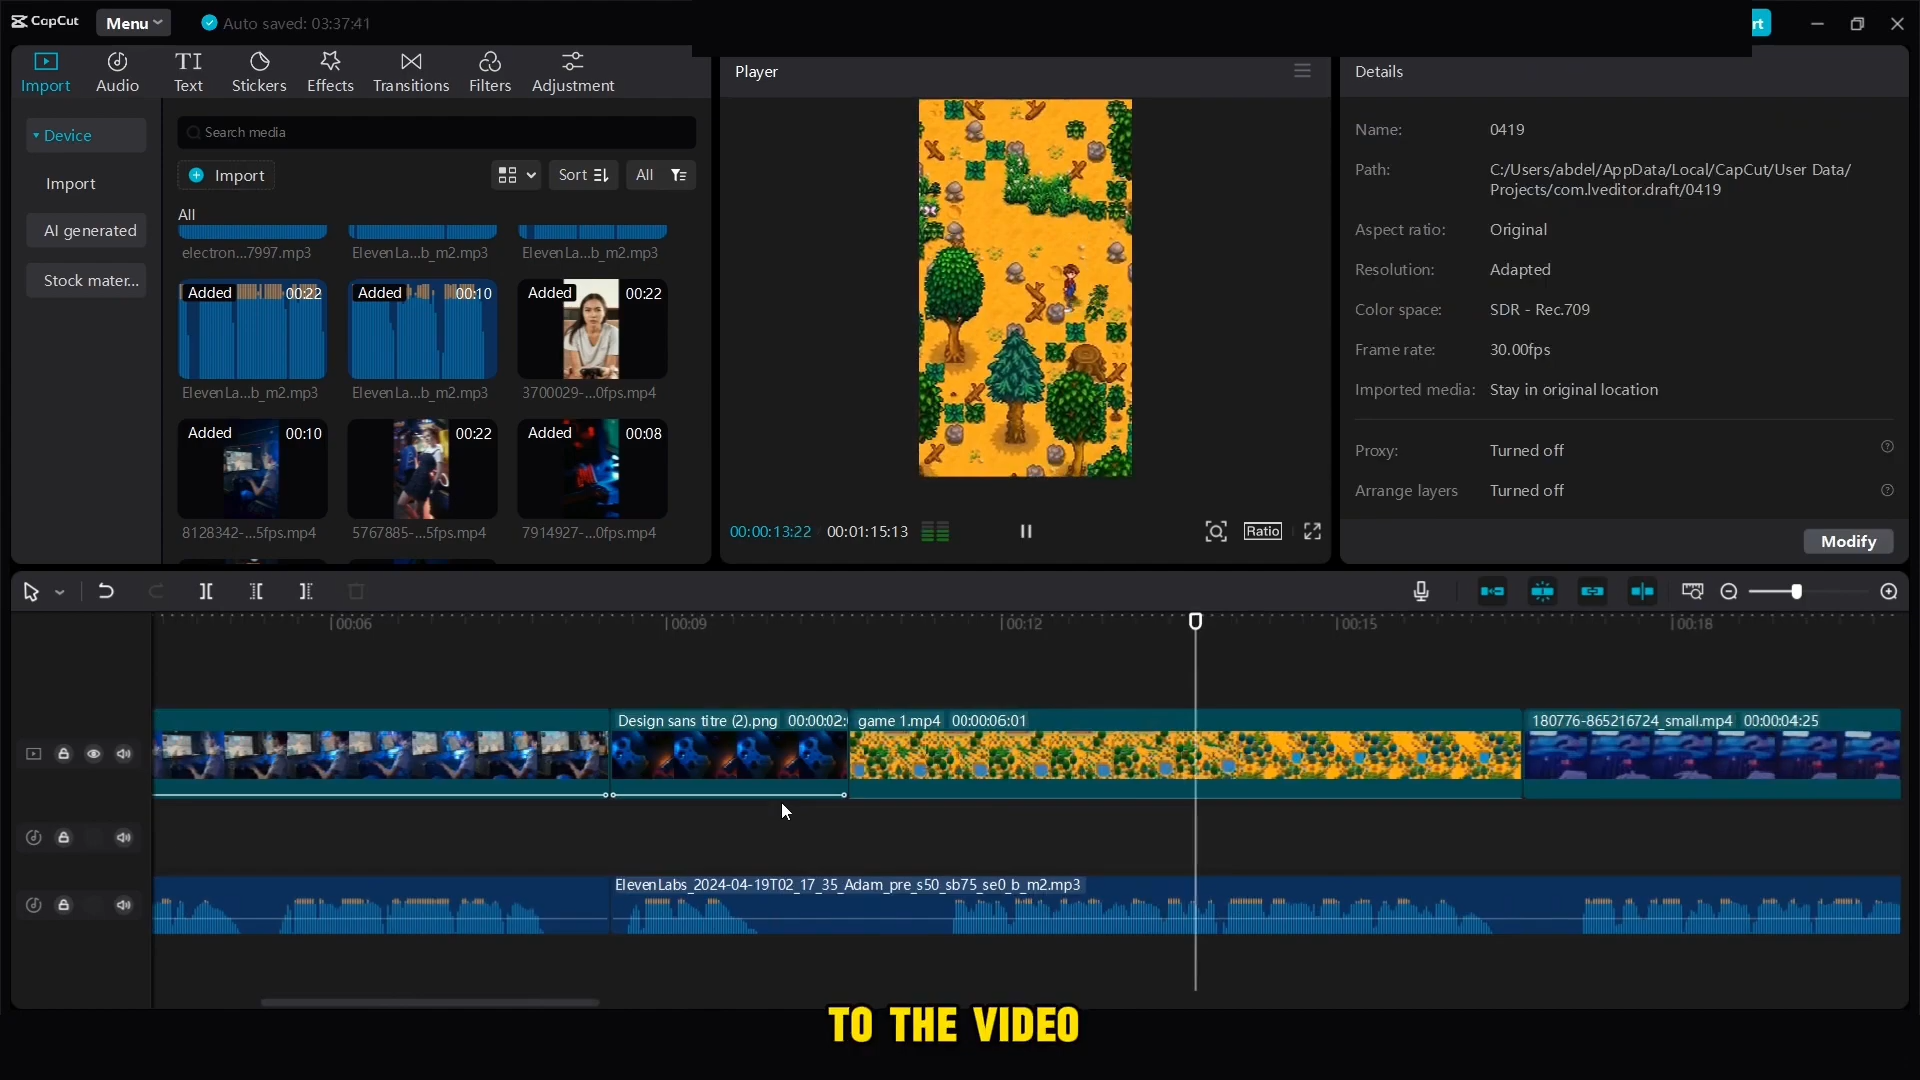 CapCut
Menu
Auto saved: 03:37:41
rt
Import
Audio
TI
Text
Stickers
Effects
Transitions
Filters
Adjustment
Player
Details
Device
Import
AI generated
Stock mater...
Search media
Import
Sort
All
All
electron...7997.mp3
ElevenLa...b_m2.mp3
ElevenLa...b_m2.mp3
Added 00:22
Added 00:10
Added 00:22
ElevenLa...b_m2.mp3
ElevenLa...b_m2.mp3
3700029-...0fps.mp4
Added 00:10
00:22
Added 00:08
8128342-...5fps.mp4
5767885-...5fps.mp4
7914927-...0fps.mp4
00:00:13:22 00:01:15:13
Ratio
Name: 0419
Path: C:/Users/abdel/AppData/Local/CapCut/User Data/
Projects/com.lveditor.draft/0419
Aspect ratio: Original
Resolution: Adapted
Color space: SDR - Rec.709
Frame rate: 30.00fps
Imported media: Stay in original location
Proxy: Turned off
Arrange layers Turned off
Modify
00:06
00:09
00:12
00:15
00:18
Design sans titre (2).png 00:00:02:
game 1.mp4 00:00:06:01
180776-865216724_small.mp4 00:00:04:25
ElevenLabs_2024-04-19T02_17_35_Adam_pre_s50_sb75_se0_b_m2.mp3
TO THE VIDEO